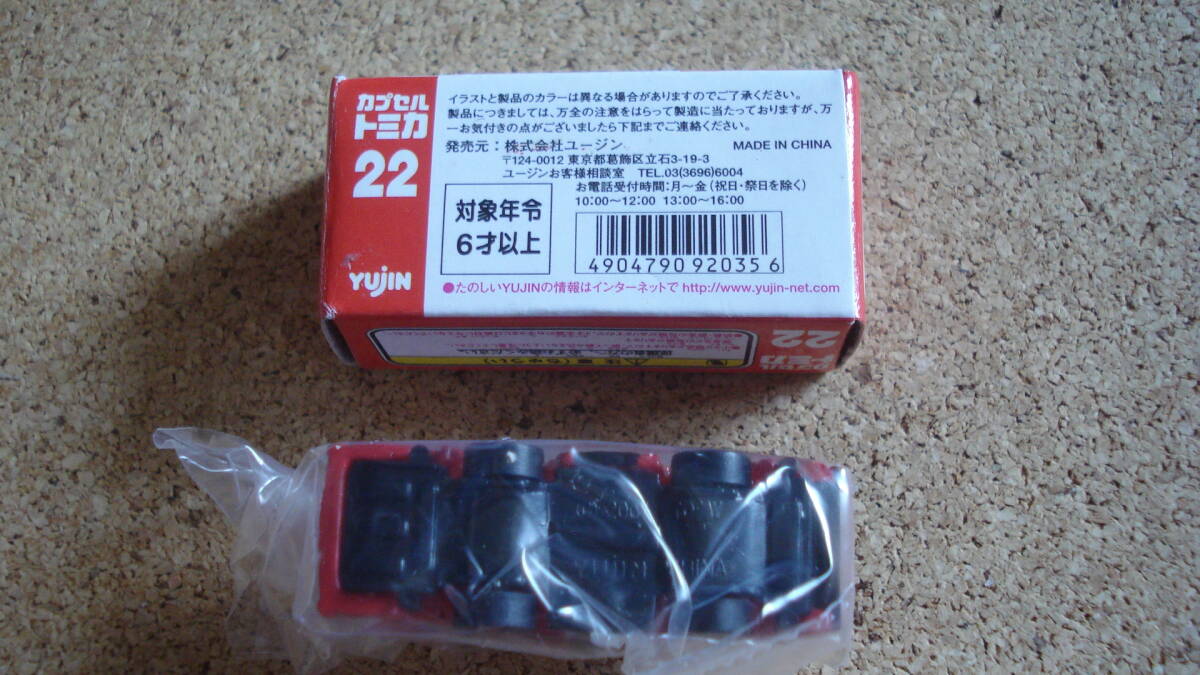 カプセル
トミカ
22
YUJIN
イラストと製品のカラーは異なる場合がありますのでご了承ください。
製品につきましては、万全の注意をはらって製造に当たっておりますが、万
一お気付きの点がございましたら下記までご連絡ください。
発売元：株式会社ユージン MADE IN CHINA
〒124-0012 東京都葛飾区立石3-19-3
ユージンお客様相談室 TEL.03(3696)6004
お電話受付時間：月〜金（祝日・祭日を除く）
10:00〜12:00 13:00〜16:00
対象年令
6才以上
4904790920356
●たのしいYUJINの情報はインターネットで http://www.yujin-net.com
22
トミカ
YUJIN